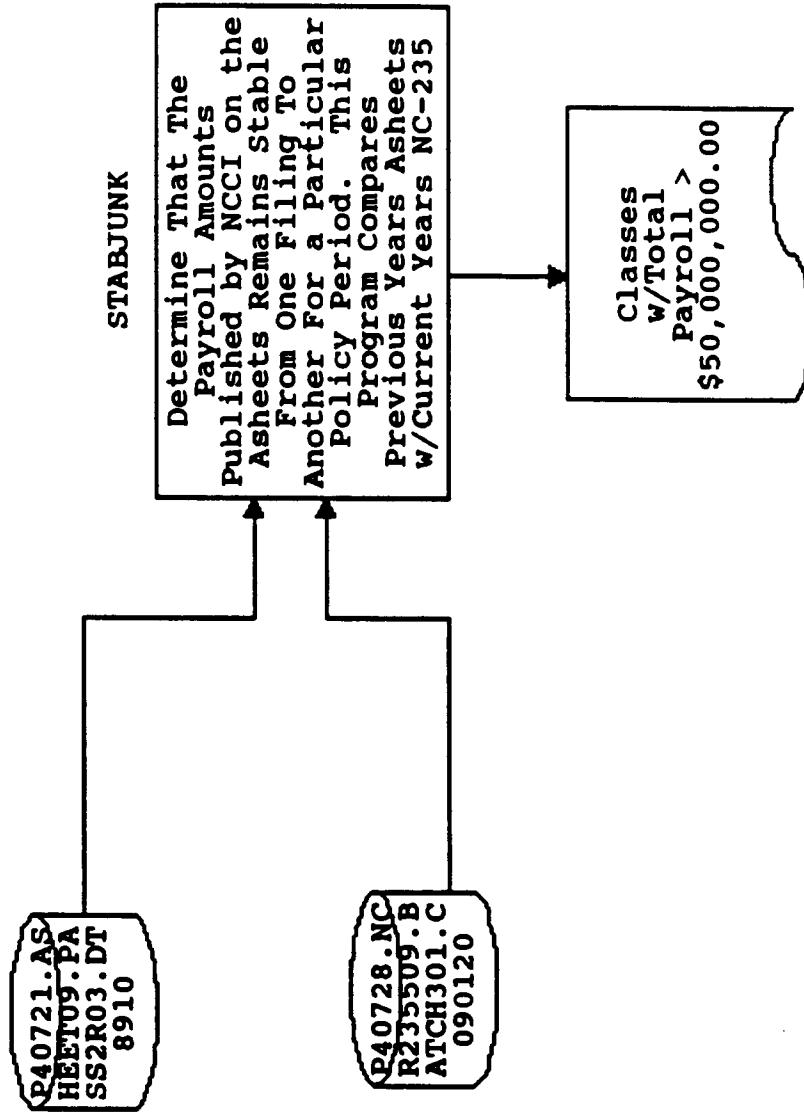 STABJUNK
P40721.AS
HEET09.PA
SS2R03.DT
8910
P40728.NC
R235509.B
ATCH301.C
090120
Determine That The
Payroll Amounts
Published by NCCI on the
Asheets Remains Stable
From One Filing To
Another For a Particular
Policy Period. This
Program Compares
Previous Years Asheets
w/Current Years NC-235
Classes
w/Total
Payroll >
$50,000,000.00